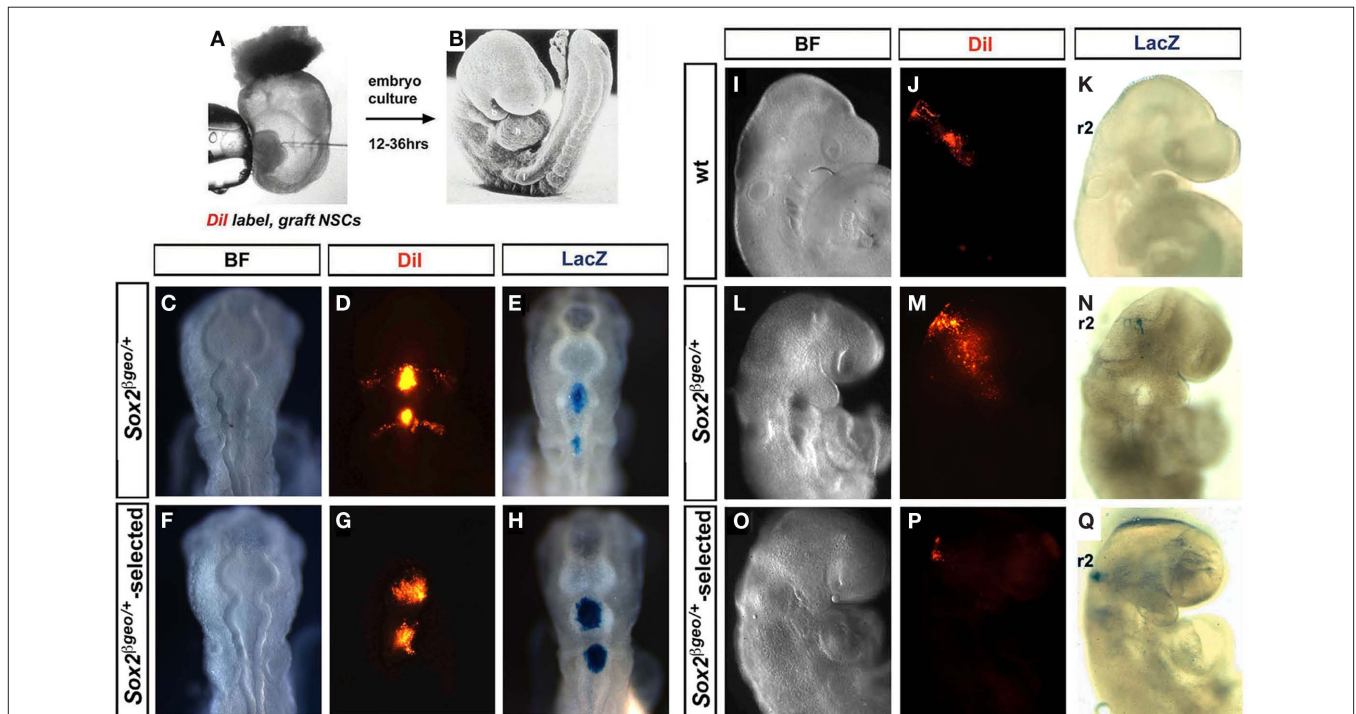 A
B
embryo
culture
12-36hrs
DiI label, graft NSCs
BF
DiI
LacZ
Sox2βgeo/+
C
D
E
Sox2βgeo/+-selected
F
G
H
BF
DiI
LacZ
wt
I
J
K
r2
Sox2βgeo/+
L
M
N
r2
Sox2βgeo/+-selected
O
P
Q
r2